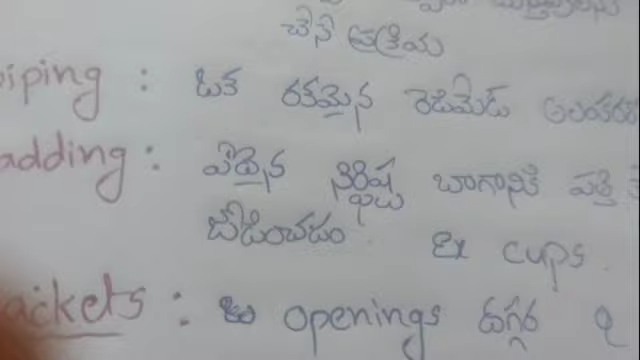 చేసే ప్రక్రియ
iping : ఒక రకమైన రెడిమేడ్
adding : ఏదైన నిర్ధిష్ట బాగానికి
జోడించడం. Ex cups.
ackets : openings దగ్గర